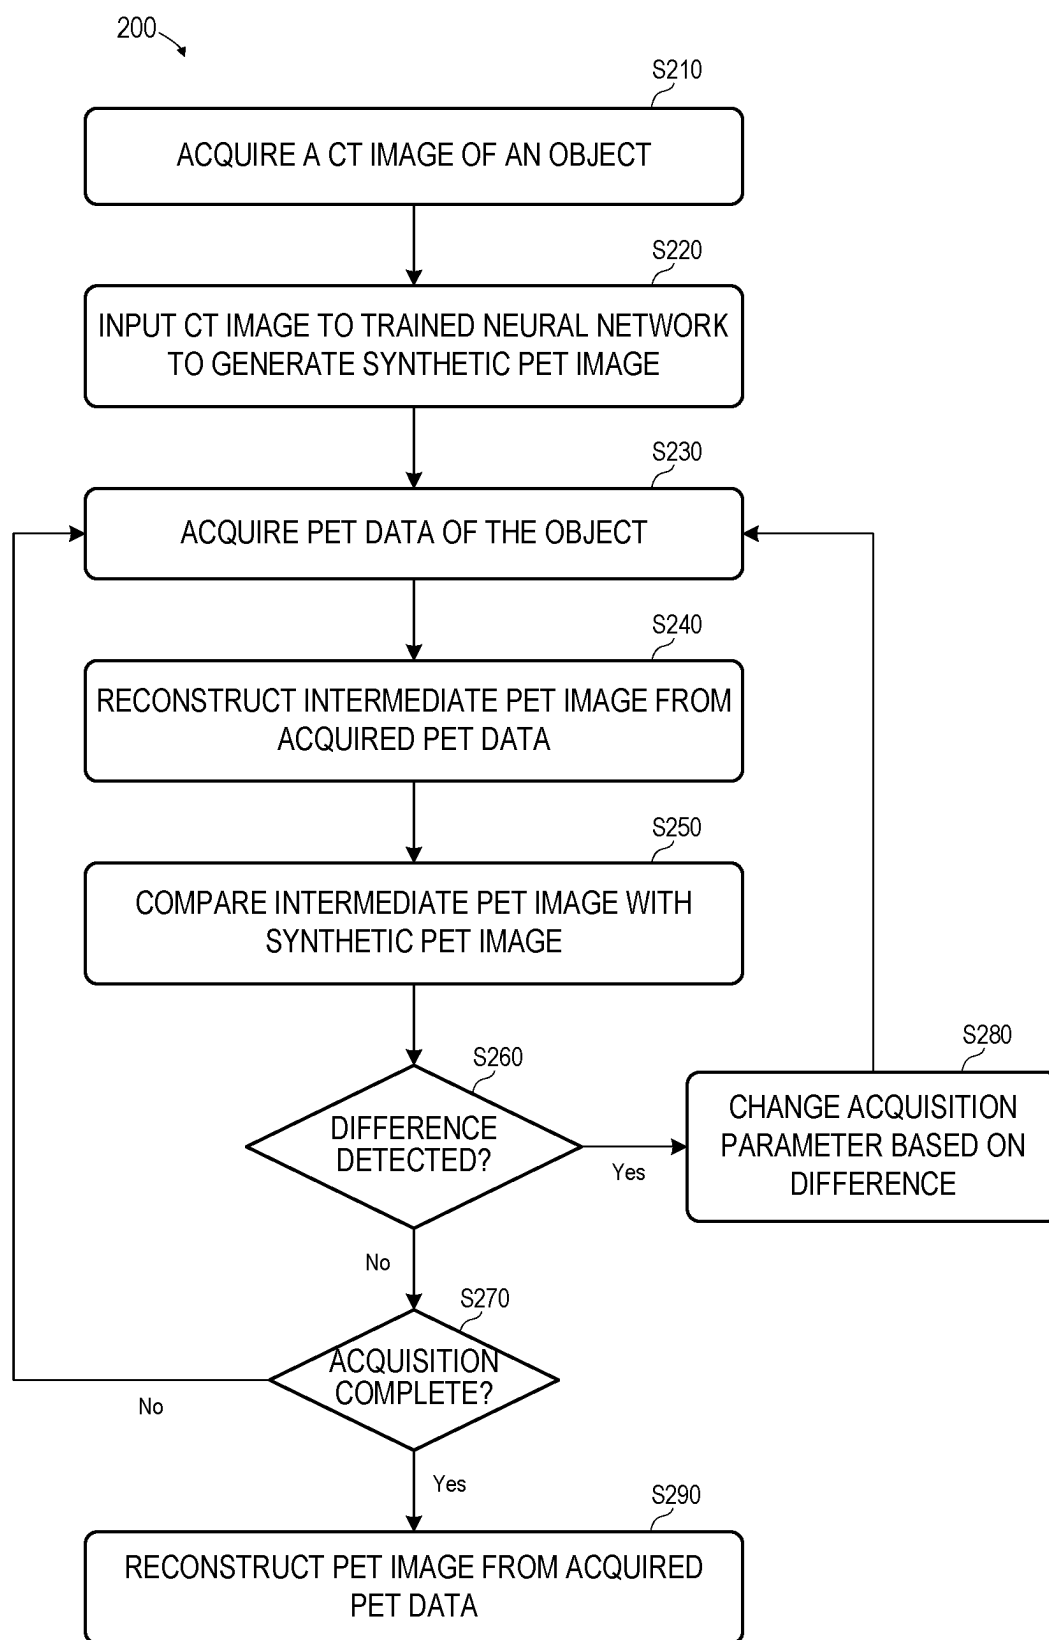 200
S210
ACQUIRE A CT IMAGE OF AN OBJECT
S220
INPUT CT IMAGE TO TRAINED NEURAL NETWORK
TO GENERATE SYNTHETIC PET IMAGE
S230
ACQUIRE PET DATA OF THE OBJECT
S240
RECONSTRUCT INTERMEDIATE PET IMAGE FROM
ACQUIRED PET DATA
S250
COMPARE INTERMEDIATE PET IMAGE WITH
SYNTHETIC PET IMAGE
S260
DIFFERENCE
DETECTED?
Yes
S280
CHANGE ACQUISITION
PARAMETER BASED ON
DIFFERENCE
No
S270
ACQUISITION
COMPLETE?
No
Yes
S290
RECONSTRUCT PET IMAGE FROM ACQUIRED
PET DATA